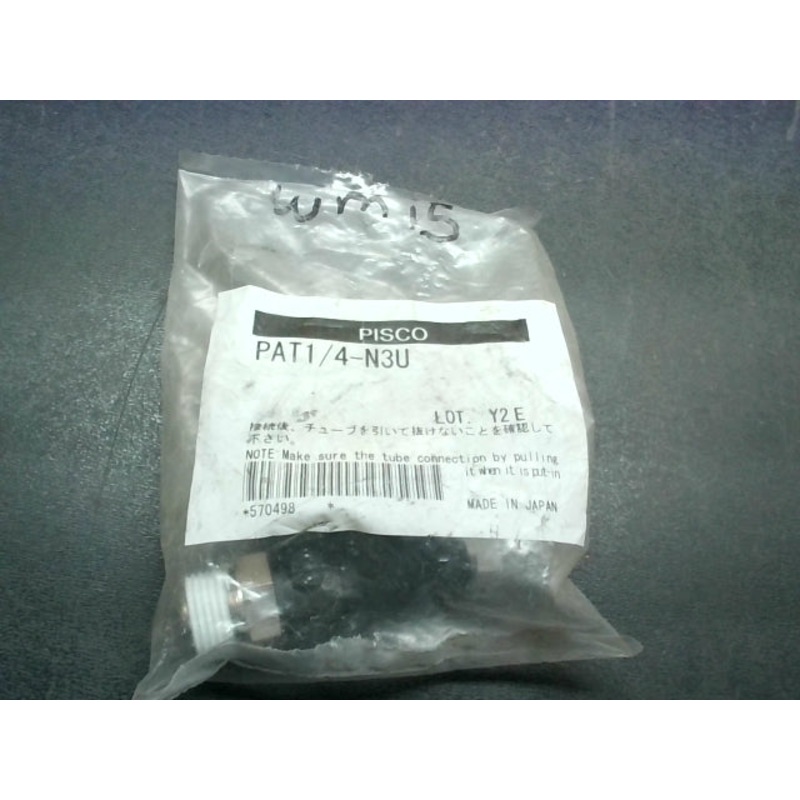 wm 15
PISCO
PAT1/4-N3U
LOT. Y2E
接続後、チューブを引いて抜けないことを確認して
下さい。
NOTE:Make sure the tube connection by pulling
it when it is put-in
*570498 *
MADE IN JAPAN